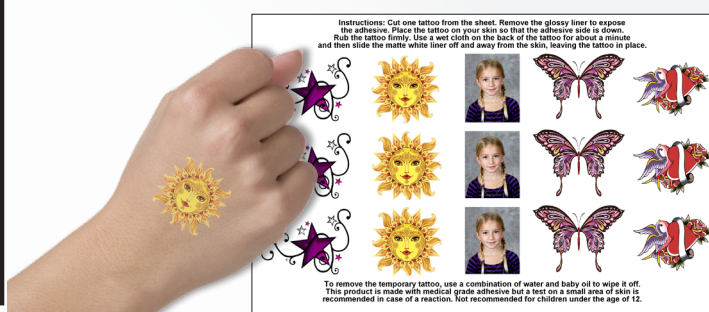 Instructions: Cut one tattoo from the sheet. Remove the glossy liner to expose
the adhesive. Place the tattoo on your skin so that the adhesive side is down.
Rub the tattoo firmly. Use a wet cloth on the back of the tattoo for about a minute
and then slide the matte white liner off and away from the skin, leaving the tattoo in place.
To remove the temporary tattoo, use a combination of water and baby oil to wipe it off.
This product is made with medical grade adhesive but a test on a small area of skin is
recommended in case of a reaction. Not recommended for children under the age of 12.